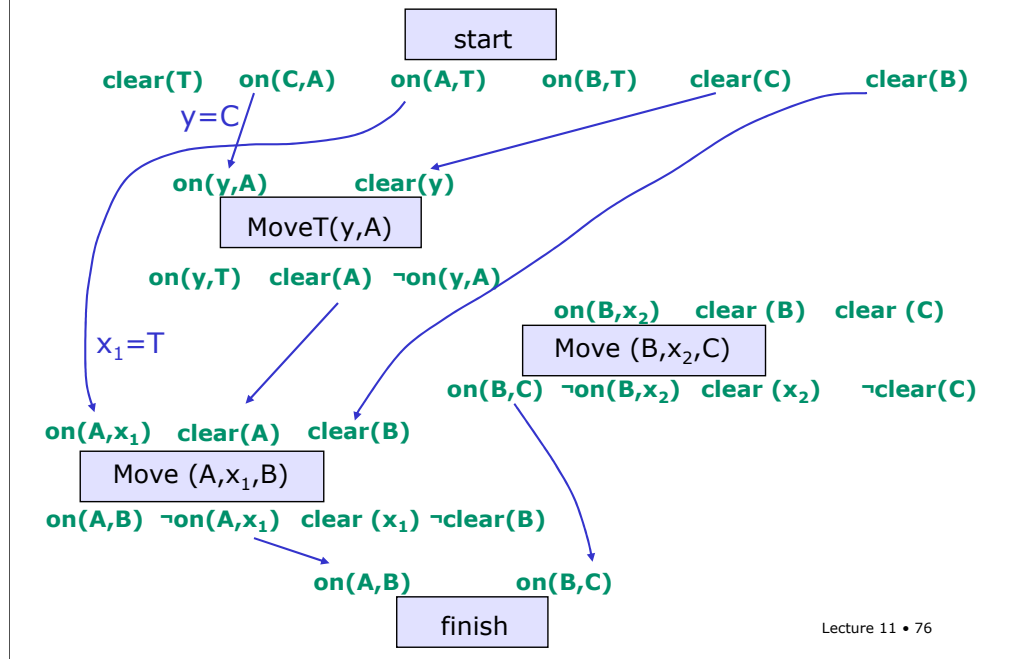 start
clear(T) on(C,A) on(A,T) on(B,T) clear(C) clear(B)
y=C
on(y,A) clear(y)
MoveT(y,A)
on(y,T) clear(A) ¬on(y,A)
on(B,x₂) clear (B) clear (C)
x₁=T
Move (B,x₂,C)
on(B,C) ¬on(B,x₂) clear (x₂) ¬clear(C)
on(A,x₁) clear(A) clear(B)
Move (A,x₁,B)
on(A,B) ¬on(A,x₁) clear (x₁) ¬clear(B)
on(A,B) on(B,C)
finish
Lecture 11 • 76